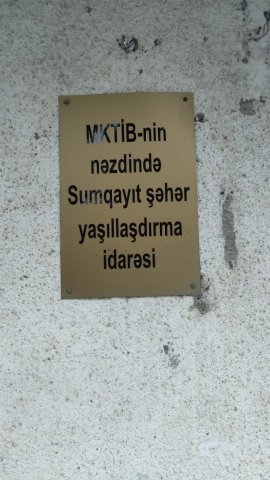 MKTİB-nin
nəzdində
Sumqayıt şəhər
yaşıllaşdırma
idarəsi